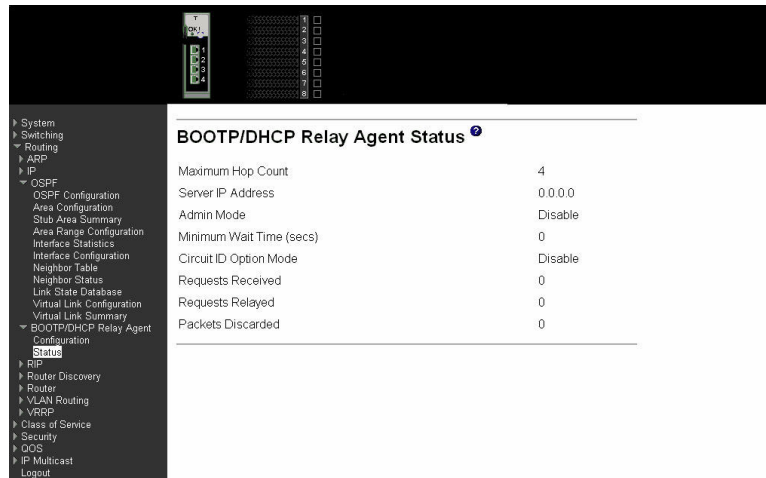 T
OK!
1
2
3
4
1
2
3
4
5
6
7
8
System
Switching
Routing
ARP
IP
OSPF
OSPF Configuration
Area Configuration
Stub Area Summary
Area Range Configuration
Interface Statistics
Interface Configuration
Neighbor Table
Neighbor Status
Link State Database
Virtual Link Configuration
Virtual Link Summary
BOOTP/DHCP Relay Agent
Configuration
Status
RIP
Router Discovery
Router
VLAN Routing
VRRP
Class of Service
Security
QOS
IP Multicast
Logout
BOOTP/DHCP Relay Agent Status ?
Maximum Hop Count 4
Server IP Address 0.0.0.0
Admin Mode Disable
Minimum Wait Time (secs) 0
Circuit ID Option Mode Disable
Requests Received 0
Requests Relayed 0
Packets Discarded 0